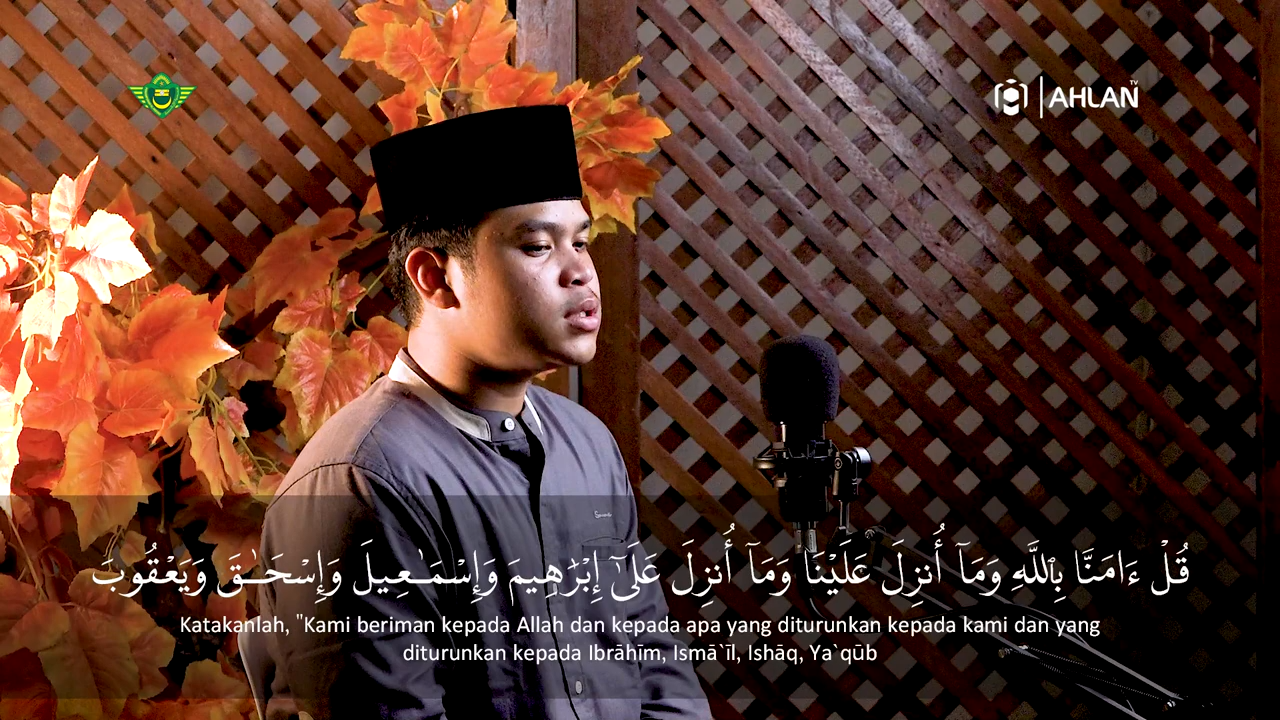 AHLAN TV
قُلْ ءَامَنَّا بِٱللَّهِ وَمَآ أُنزِلَ عَلَيْنَا وَمَآ أُنزِلَ عَلَىٰٓ إِبْرَٰهِيمَ وَإِسْمَـٰعِيلَ وَإِسْحَـٰقَ وَيَعْقُوبَ
Katakanlah, "Kami beriman kepada Allah dan kepada apa yang diturunkan kepada kami dan yang
diturunkan kepada Ibrāhīm, Ismā`īl, Ishāq, Ya`qūb